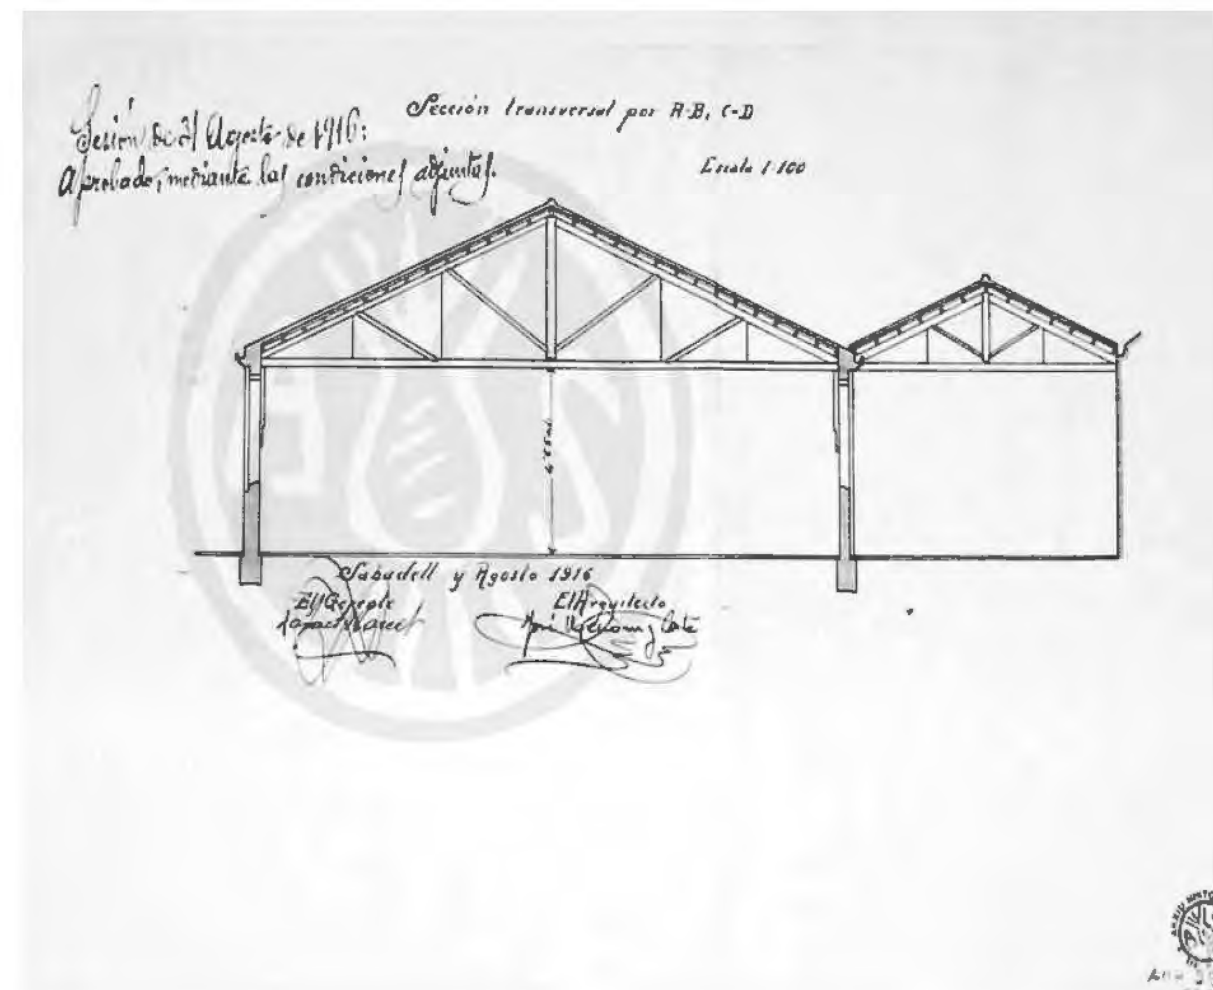 Sección transversal por A-B, C-D
Sesión de 31 Agosto de 1916:
Aprobado, mediante las condiciones adjuntas.
Escala 1:100
Sabadell y Agosto 1916
El Gerente
El Arquitecto
José
E S